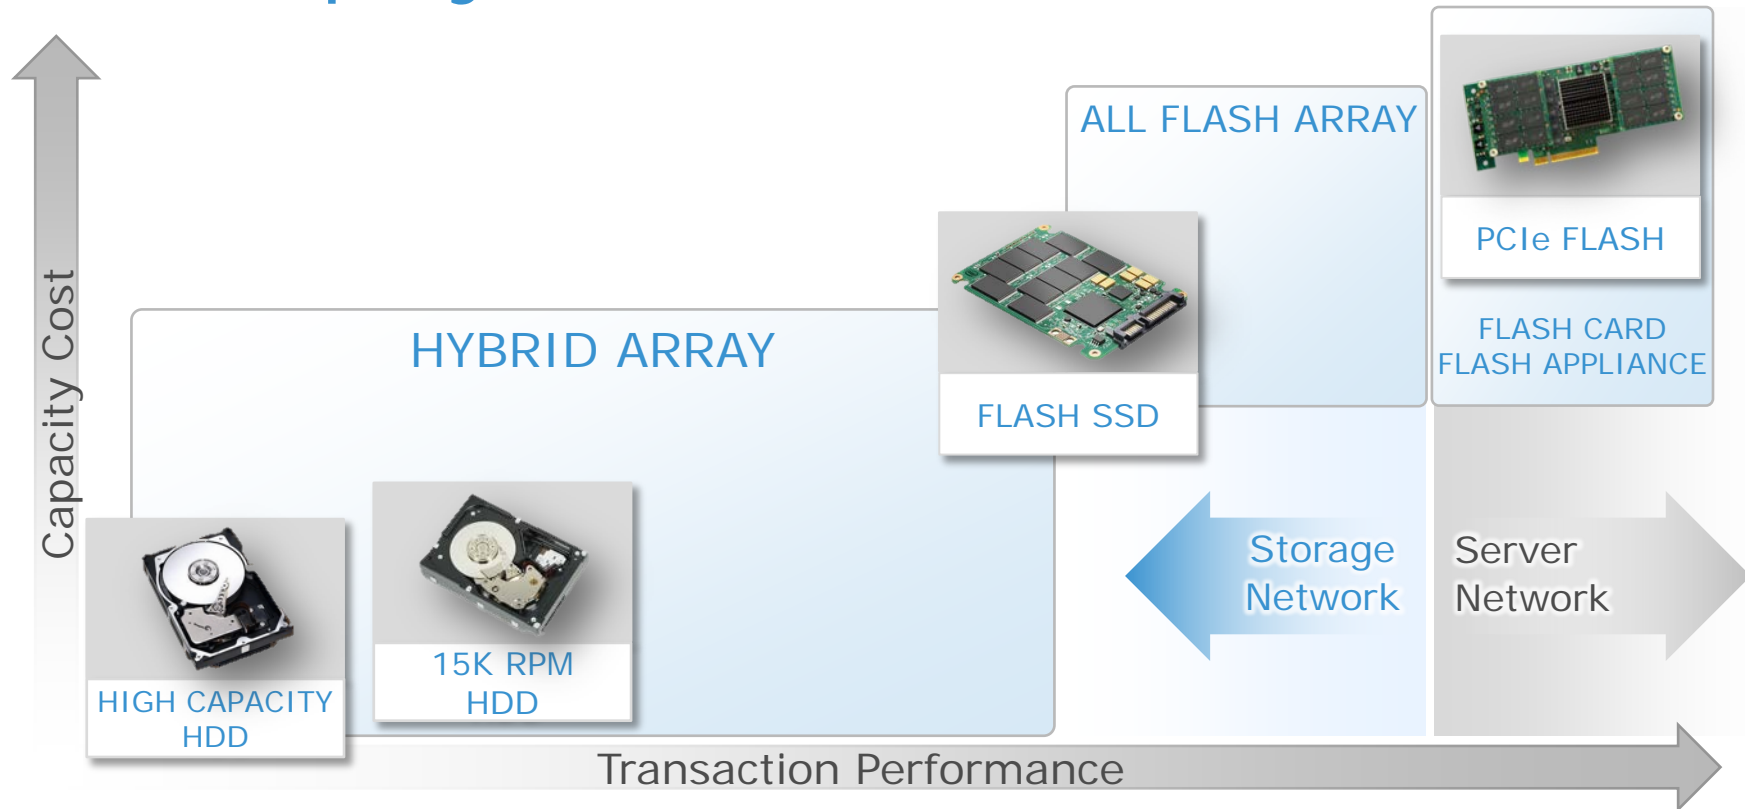 ALL FLASH ARRAY
PCIe FLASH
FLASH CARD
FLASH APPLIANCE
HYBRID ARRAY
FLASH SSD
Capacity Cost
15K RPM
HDD
HIGH CAPACITY
HDD
Storage
Network
Server
Network
Transaction Performance